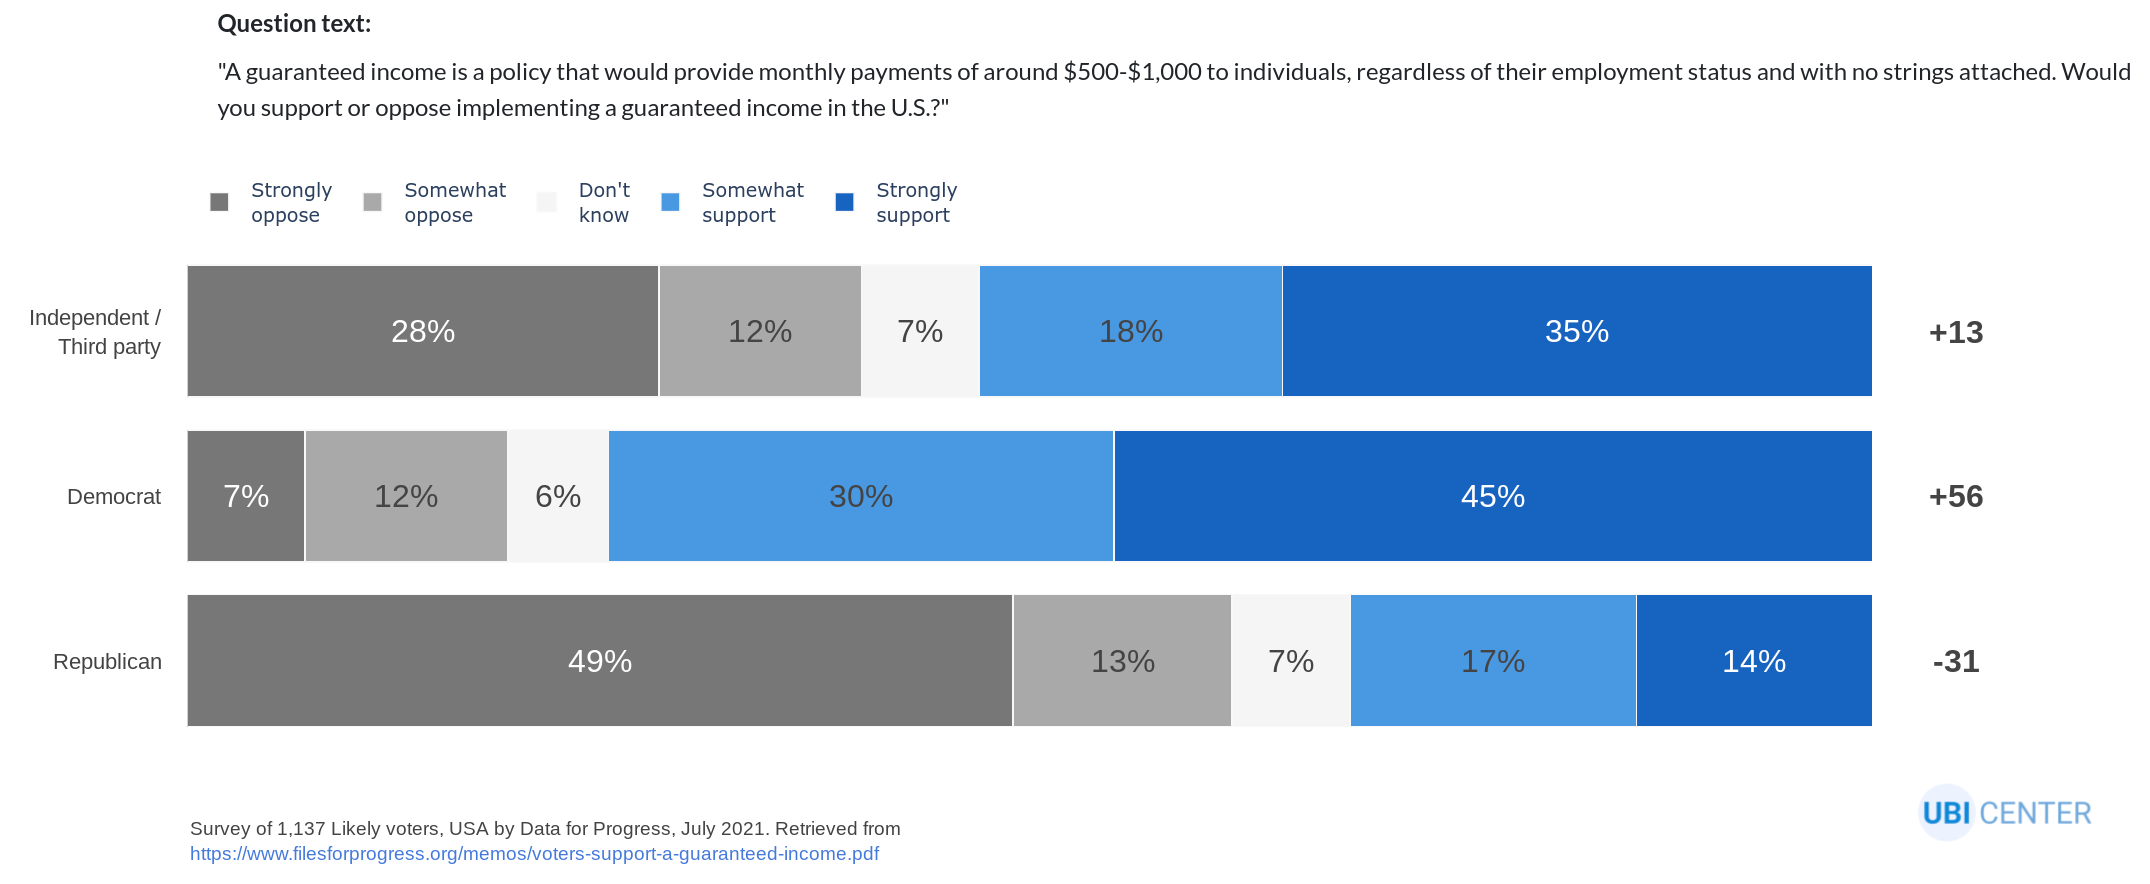 Question text:
"A guaranteed income is a policy that would provide monthly payments of around $500-$1,000 to individuals, regardless of their employment status and with no strings attached. Would
you support or oppose implementing a guaranteed income in the U.S.?"
Strongly oppose
Somewhat oppose
Don't know
Somewhat support
Strongly support
Independent / Third party
28% 12% 7% 18% 35% +13
Democrat
7% 12% 6% 30% 45% +56
Republican
49% 13% 7% 17% 14% -31
Survey of 1,137 Likely voters, USA by Data for Progress, July 2021. Retrieved from
https://www.filesforprogress.org/memos/voters-support-a-guaranteed-income.pdf
UBI CENTER